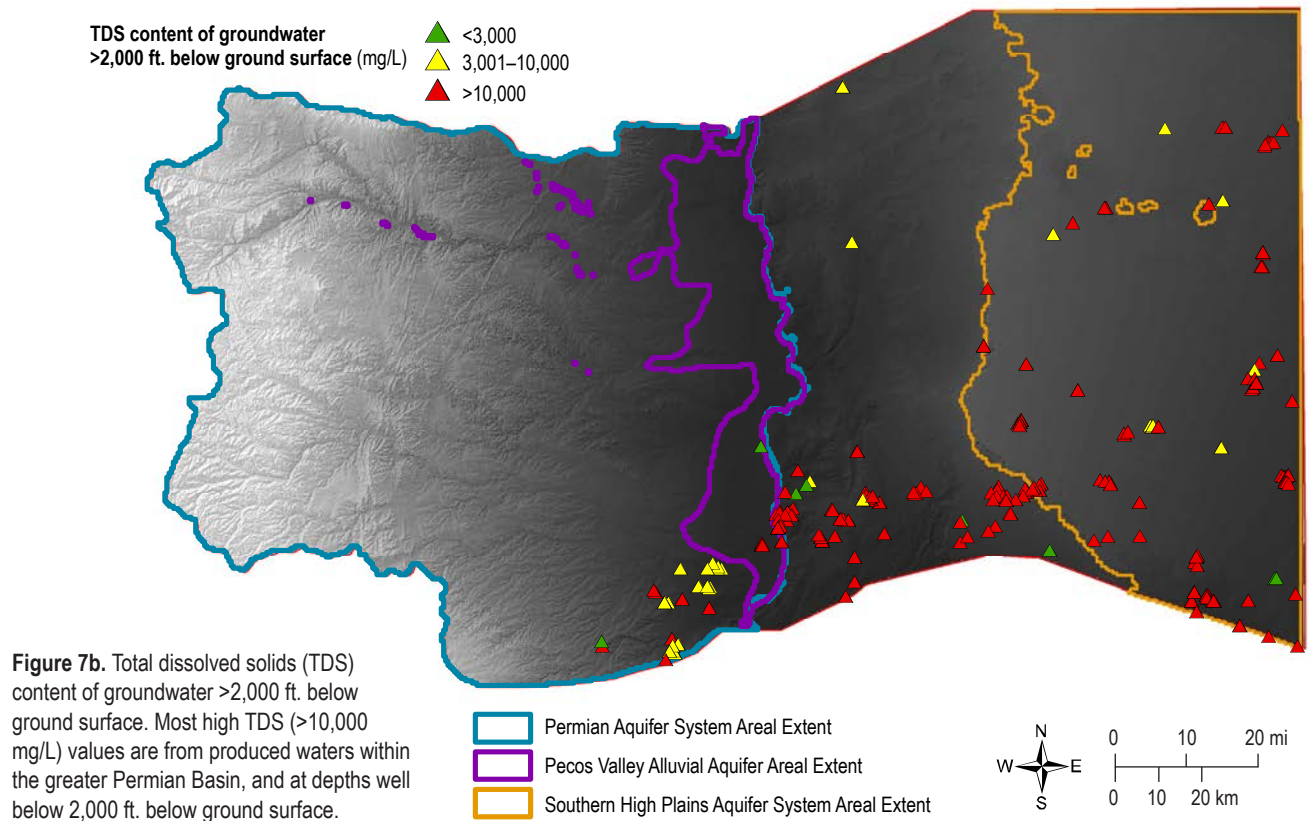 TDS content of groundwater
>2,000 ft. below ground surface (mg/L)
<3,000
3,001–10,000
>10,000
Figure 7b. Total dissolved solids (TDS)
content of groundwater >2,000 ft. below
ground surface. Most high TDS (>10,000
mg/L) values are from produced waters within
the greater Permian Basin, and at depths well
below 2,000 ft. below ground surface.
Permian Aquifer System Areal Extent
Pecos Valley Alluvial Aquifer Areal Extent
Southern High Plains Aquifer System Areal Extent
N
W E
S
0 10 20 mi
0 10 20 km